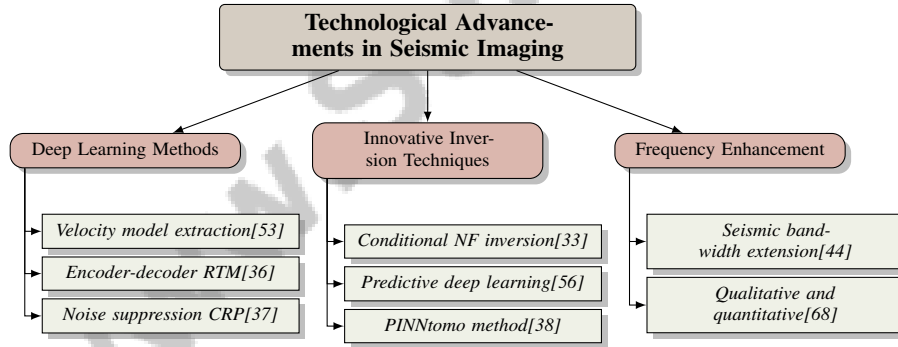 Technological Advance-
ments in Seismic Imaging
Deep Learning Methods
Velocity model extraction[53]
Encoder-decoder RTM[36]
Noise suppression CRP[37]
Innovative Inver-
sion Techniques
Conditional NF inversion[33]
Predictive deep learning[56]
PINNtomo method[38]
Frequency Enhancement
Seismic band-
width extension[44]
Qualitative and
quantitative[68]